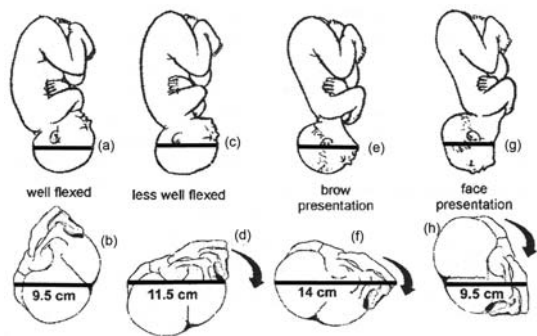 (a)
(c)
(e)
(g)
well flexed
less well flexed
brow
presentation
face
presentation
(b)
(d)
(f)
(h)
9.5 cm
11.5 cm
14 cm
9.5 cm